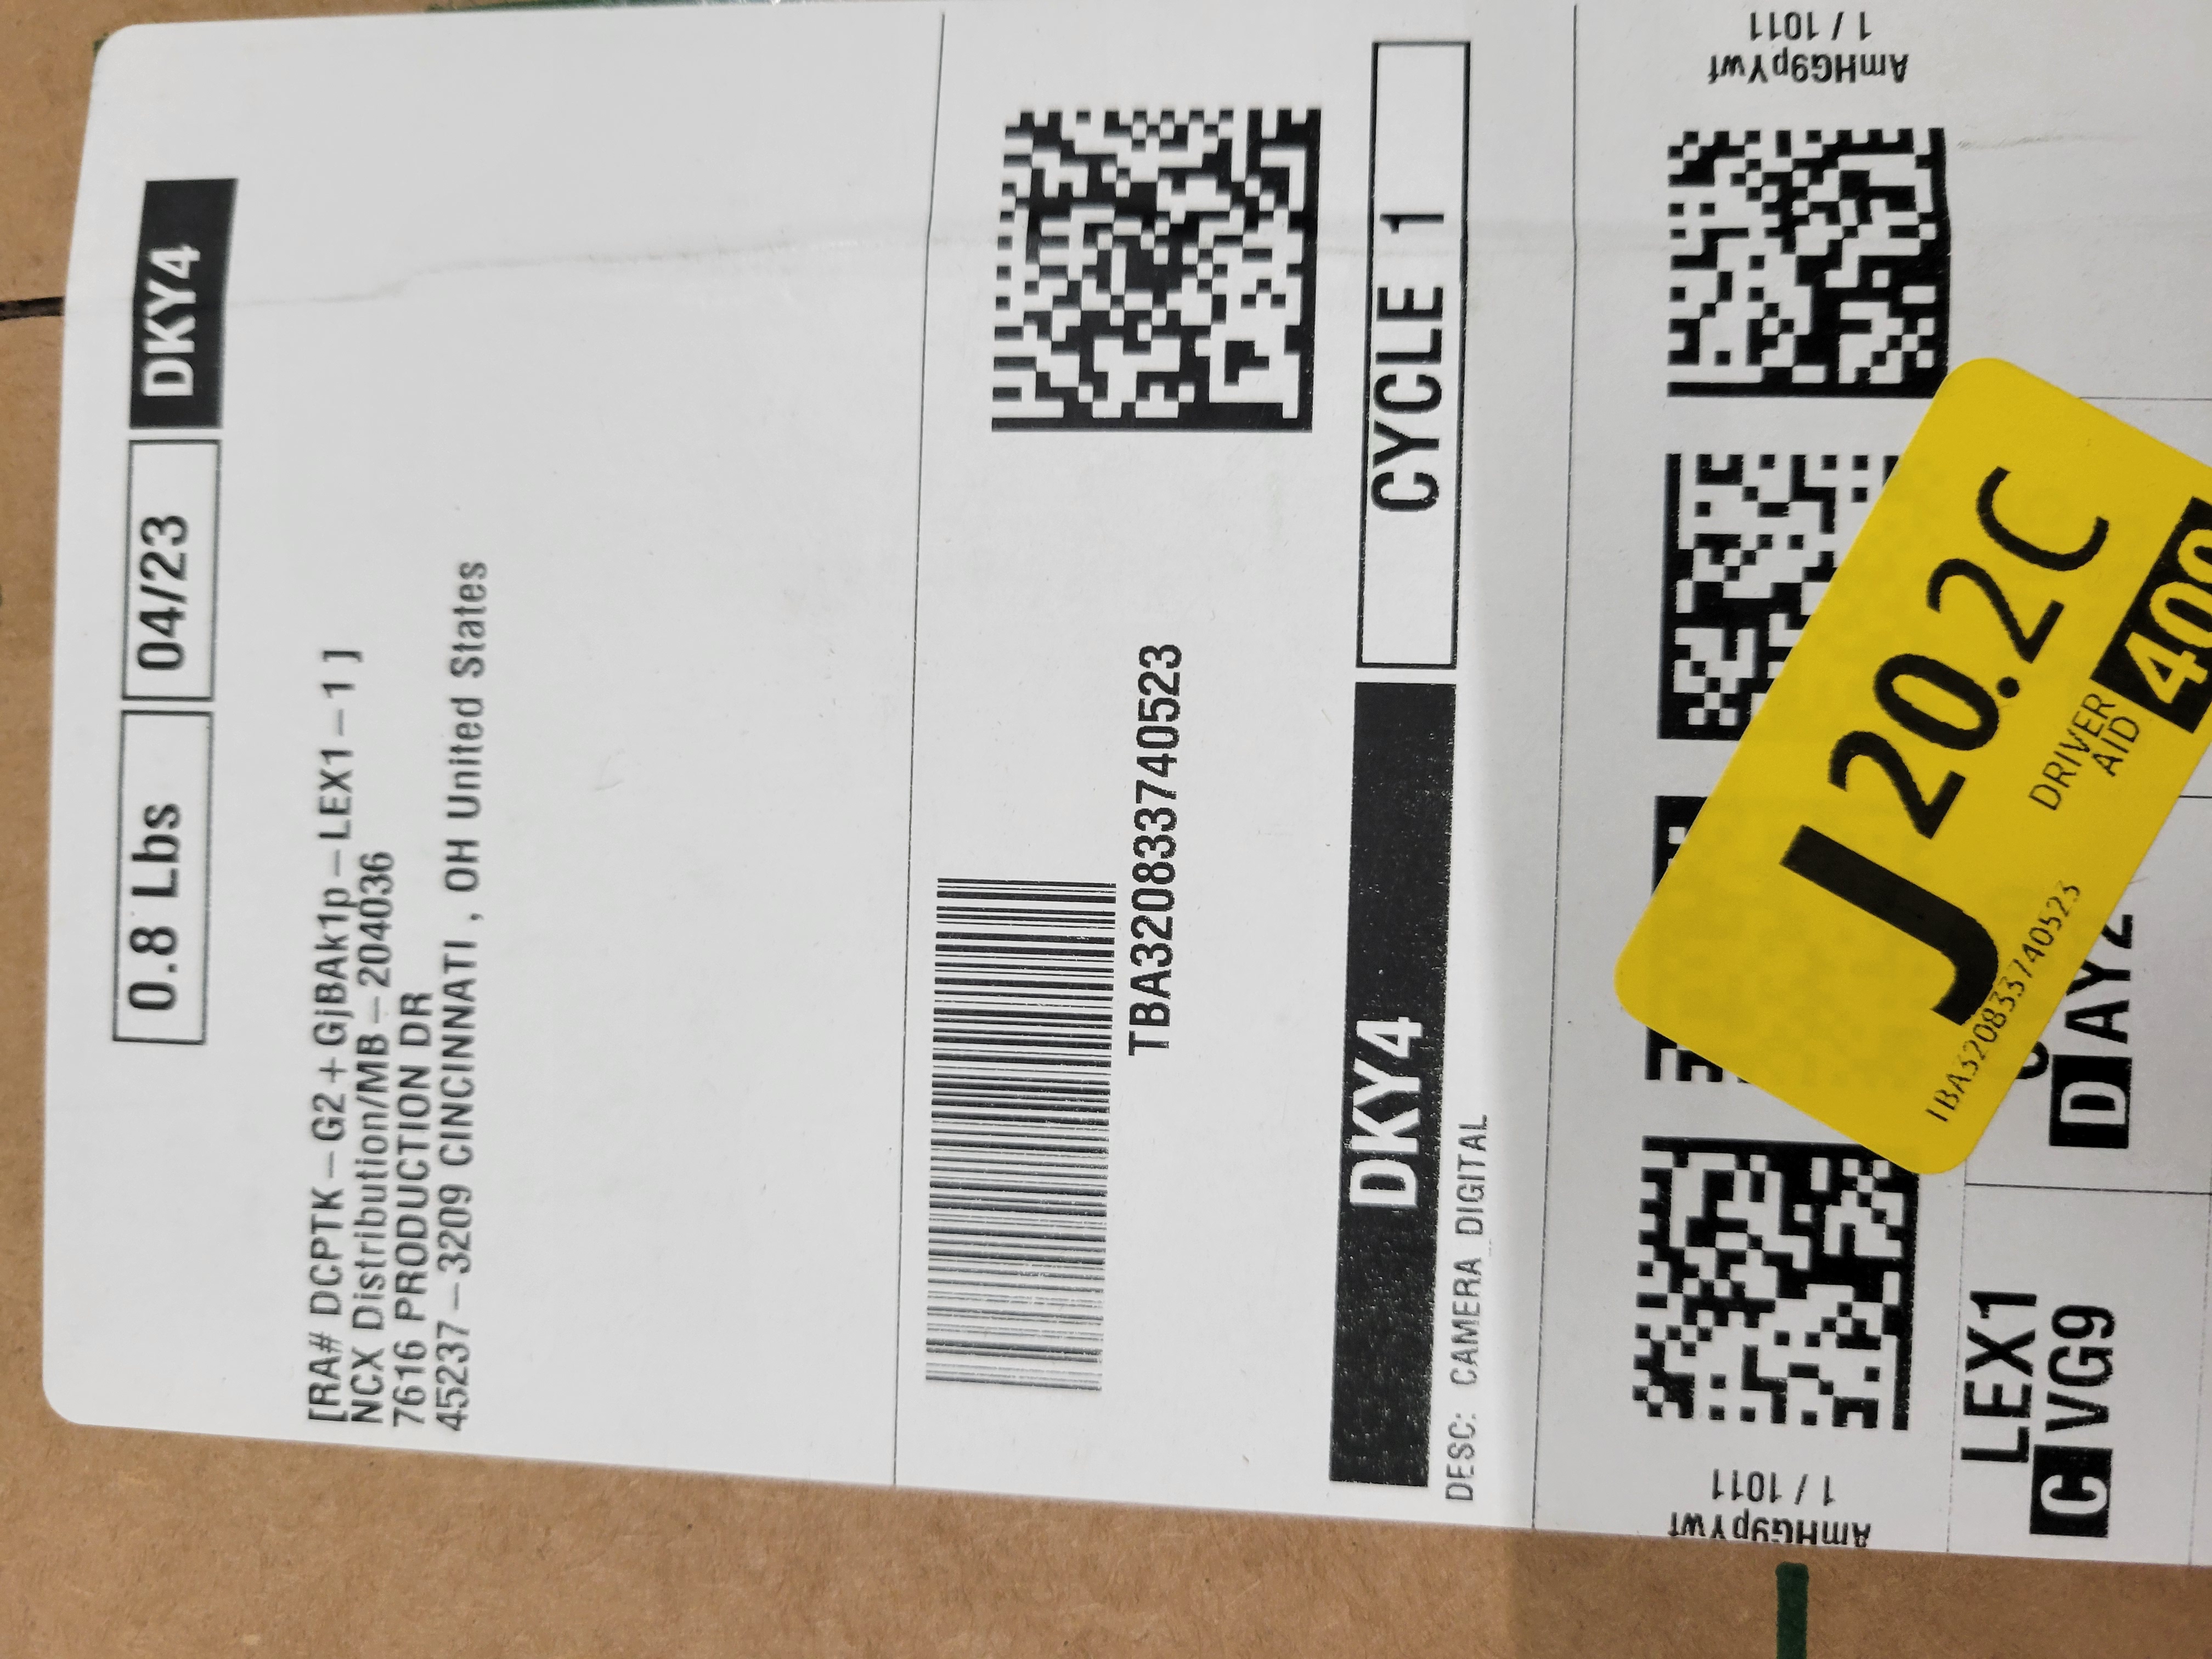 0.8 Lbs 04/23 DKY4
[RA# DCPTK-G2+GjBAk1p-LEX1-1]
NCX Distribution/MB-204036
7616 PRODUCTION DR
45237-3209 CINCINNATI, OH United States
TBA320833740523
DKY4 CYCLE 1
DESC: CAMERA DIGITAL
AmHG9pYwf
1 / 1011
AmHG9pYwf
1 / 1011
J 20.2C
DRIVER
AID
TBA320833740523
LEX1
C VG9
D AY2